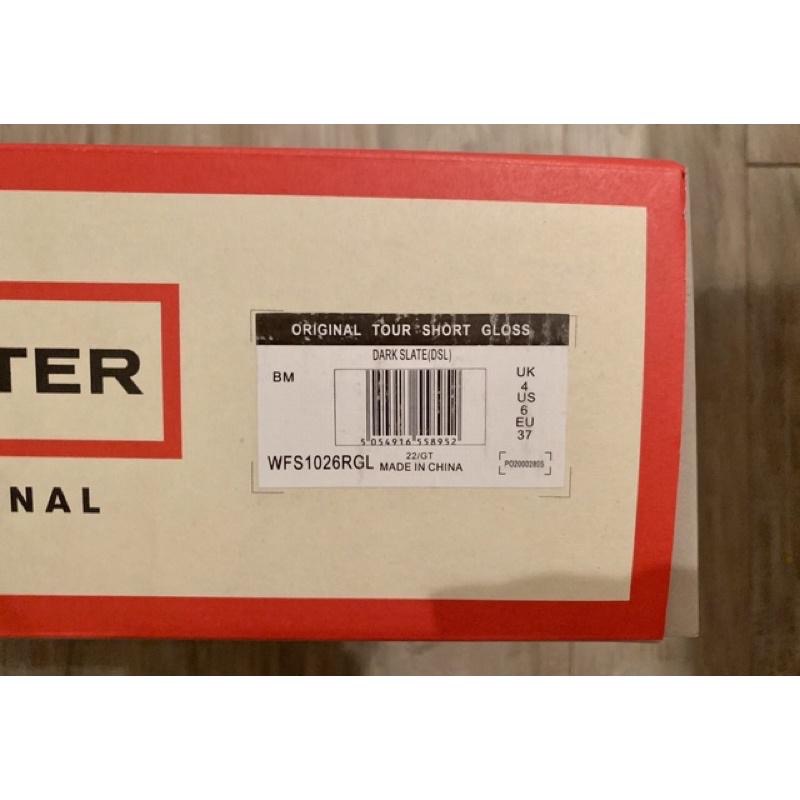 TER
NAL
ORIGINAL TOUR SHORT GLOSS
DARK SLATE(DSL)
BM
5 054916 558952
UK
4
US
6
EU
37
WFS1026RGL
22/GT
MADE IN CHINA
PO2000280S